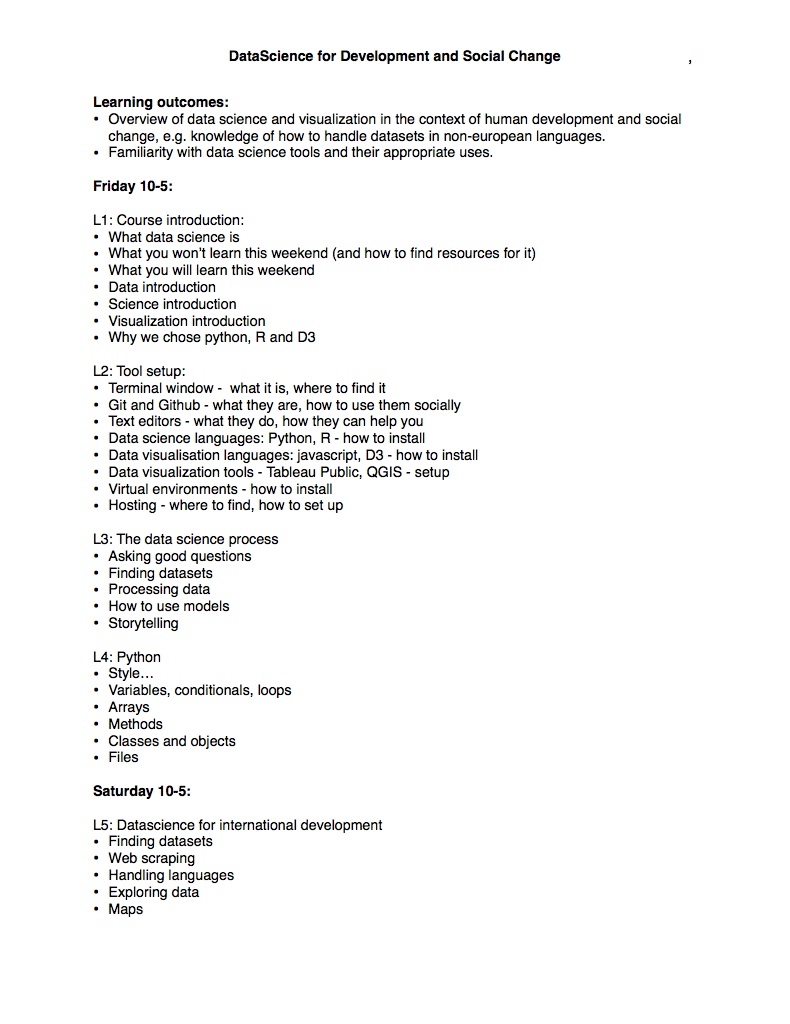 DataScience for Development and Social Change ,
Learning outcomes:
• Overview of data science and visualization in the context of human development and social
change, e.g. knowledge of how to handle datasets in non-european languages.
• Familiarity with data science tools and their appropriate uses.
Friday 10-5:
L1: Course introduction:
• What data science is
• What you won't learn this weekend (and how to find resources for it)
• What you will learn this weekend
• Data introduction
• Science introduction
• Visualization introduction
• Why we chose python, R and D3
L2: Tool setup:
• Terminal window -  what it is, where to find it
• Git and Github - what they are, how to use them socially
• Text editors - what they do, how they can help you
• Data science languages: Python, R - how to install
• Data visualisation languages: javascript, D3 - how to install
• Data visualization tools - Tableau Public, QGIS - setup
• Virtual environments - how to install
• Hosting - where to find, how to set up
L3: The data science process
• Asking good questions
• Finding datasets
• Processing data
• How to use models
• Storytelling
L4: Python
• Style…
• Variables, conditionals, loops
• Arrays
• Methods
• Classes and objects
• Files
Saturday 10-5:
L5: Datascience for international development
• Finding datasets
• Web scraping
• Handling languages
• Exploring data
• Maps